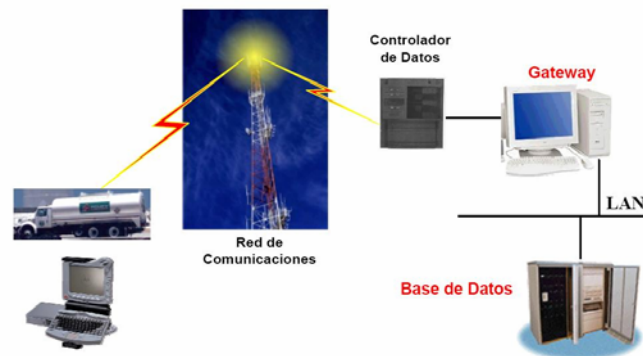 Controlador
de Datos
Gateway
LAN
Red de
Comunicaciones
Base de Datos